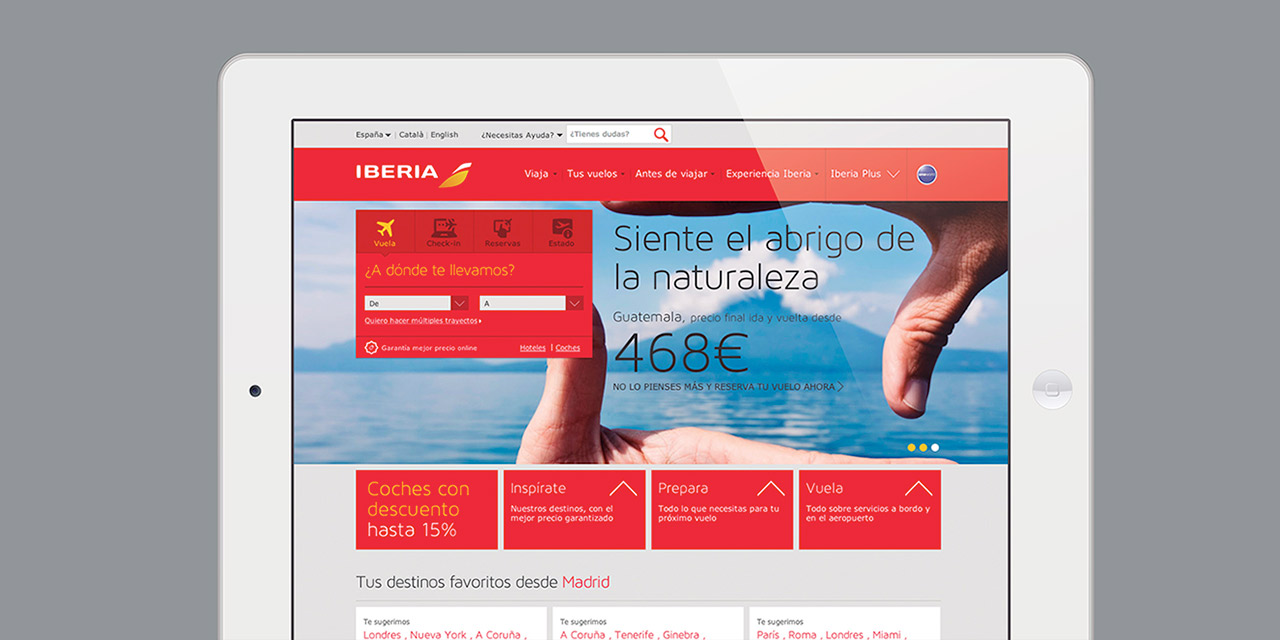 España | Català | English
¿Necesitas Ayuda?
¿Tienes dudas?
IBERIA
Viaja
Tus vuelos
Antes de viajar
Experiencia Iberia
Iberia Plus
Vuela
Check-in
Reservas
Estado
¿A dónde te llevamos?
De
A
Quiero hacer múltiples trayectos
Garantía mejor precio online
Hoteles | Coches
Siente el abrigo de
la naturaleza
Guatemala, precio final ida y vuelta desde
468€
NO LO PIENSES MÁS Y RESERVA TU VUELO AHORA
Coches con
descuento
hasta 15%
Inspírate
Nuestros destinos, con el
mejor precio garantizado
Prepara
Todo lo que necesitas para tu
próximo vuelo
Vuela
Todo sobre servicios a bordo y
en el aeropuerto
Tus destinos favoritos desde Madrid
Te sugerimos
Londres , Nueva York , A Coruña ,
Te sugerimos
A Coruña , Tenerife , Ginebra ,
Te sugerimos
París , Roma , Londres , Miami ,